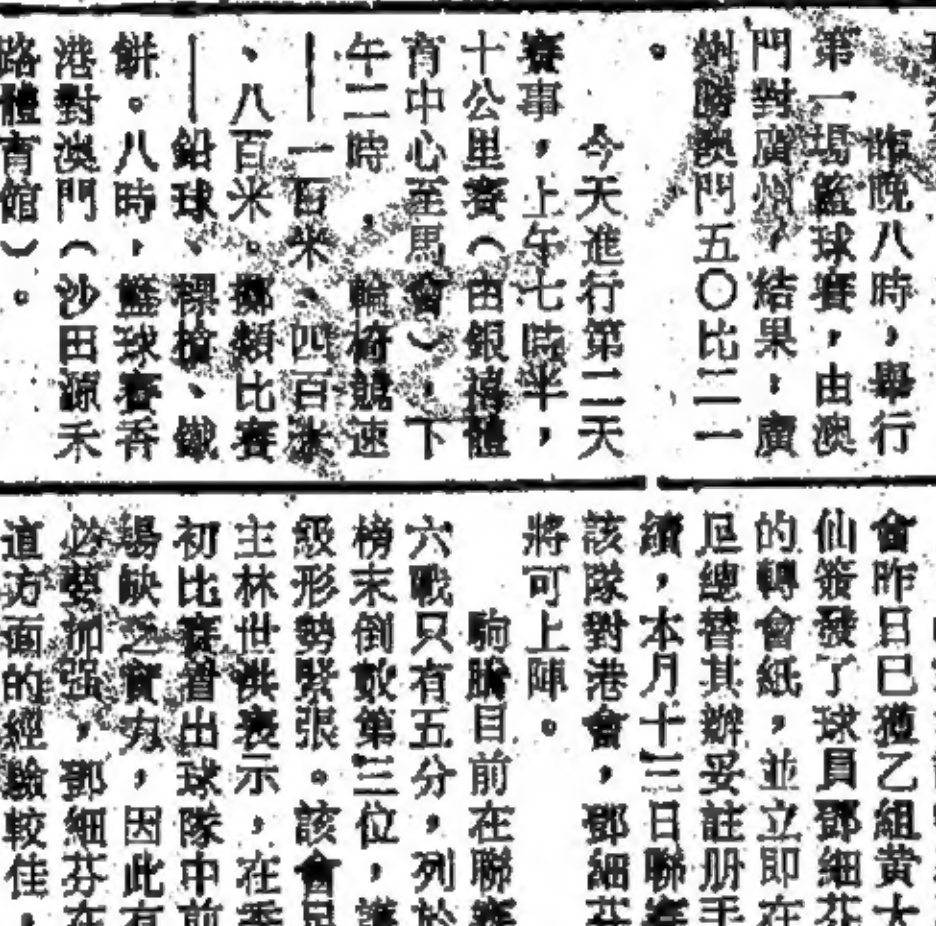 昨晚八時，舉行
第一場籃球賽，由澳
門對廣州，結果，廣
州勝澳門五〇比二一
。
今天進行第二天
賽事，上午七時半，
十公里賽（由銀禧體
育中心至馬會），下
午二時，輪椅競速
——一百米、四百米
、八百米。擲類比賽
——鉛球、標槍、鐵
餅。八時，籃球賽香
港對澳門（沙田源禾
路體育館）。
會昨日已獲乙組黃大
仙簽發了球員鄧細芬
的轉會紙，並立即在
足總替其辦妥註册手
續，本月十三日聯賽
該隊對港會，鄧細芬
將可上陣。
駒騰目前在聯賽
六戰只有五分，列於
榜末倒數第三位，護
級形勢緊張。該會足
主林世洪表示，在季
初比賽曾出球隊中前
場缺乏實力，因此有
必要加强，鄧細芬在
道方面的經驗較佳，